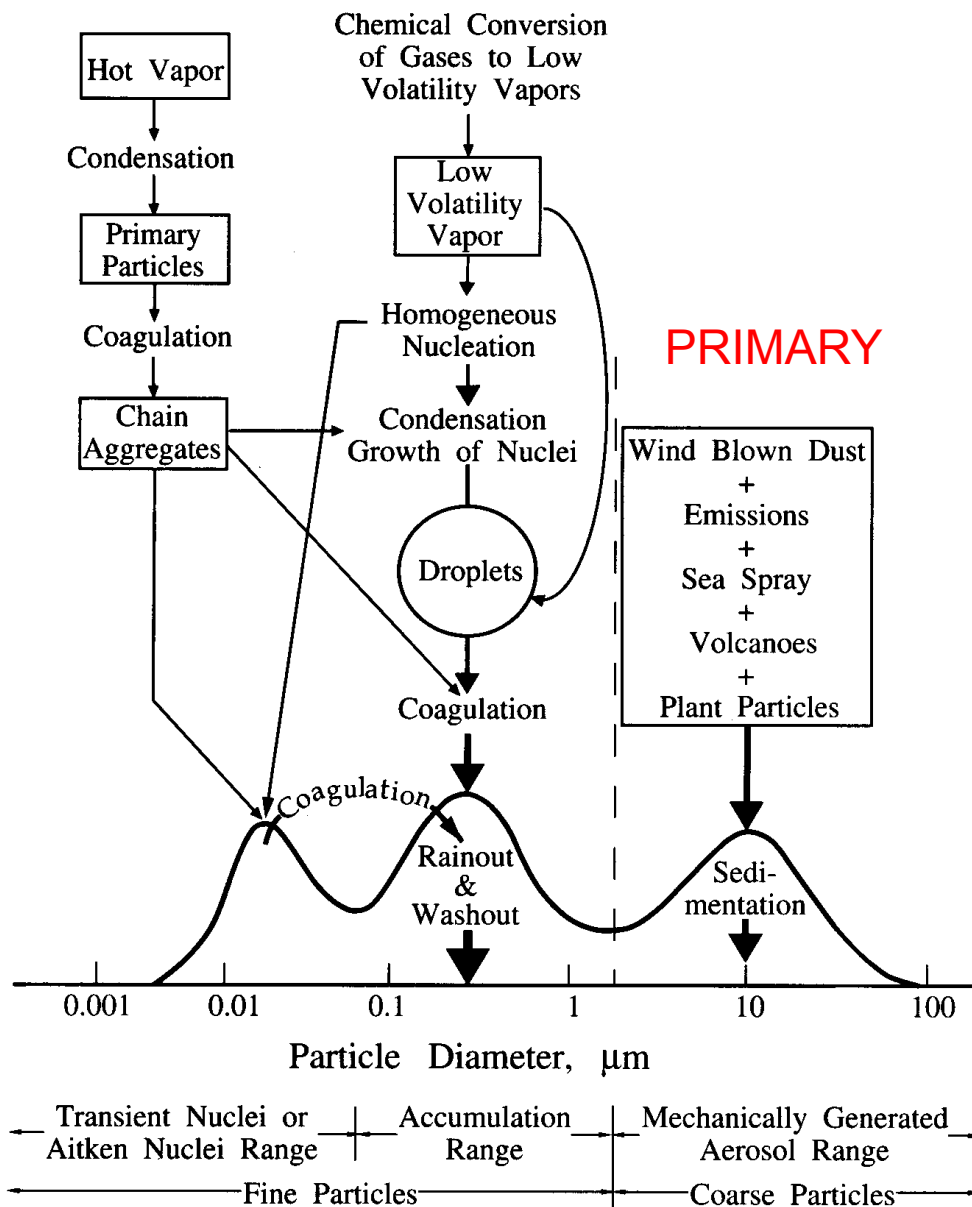 Hot Vapor
Condensation
Primary
Particles
Coagulation
Chain
Aggregates
Chemical Conversion
of Gases to Low
Volatility Vapors
Low
Volatility
Vapor
Homogeneous
Nucleation
Condensation
Growth of Nuclei
Droplets
Coagulation
PRIMARY
Wind Blown Dust
+
Emissions
+
Sea Spray
+
Volcanoes
+
Plant Particles
Coagulation
Rainout
&
Washout
Sedi-
mentation
0.001 0.01 0.1 1 10 100
Particle Diameter, μm
Transient Nuclei or
Aitken Nuclei Range
Accumulation
Range
Mechanically Generated
Aerosol Range
Fine Particles
Coarse Particles